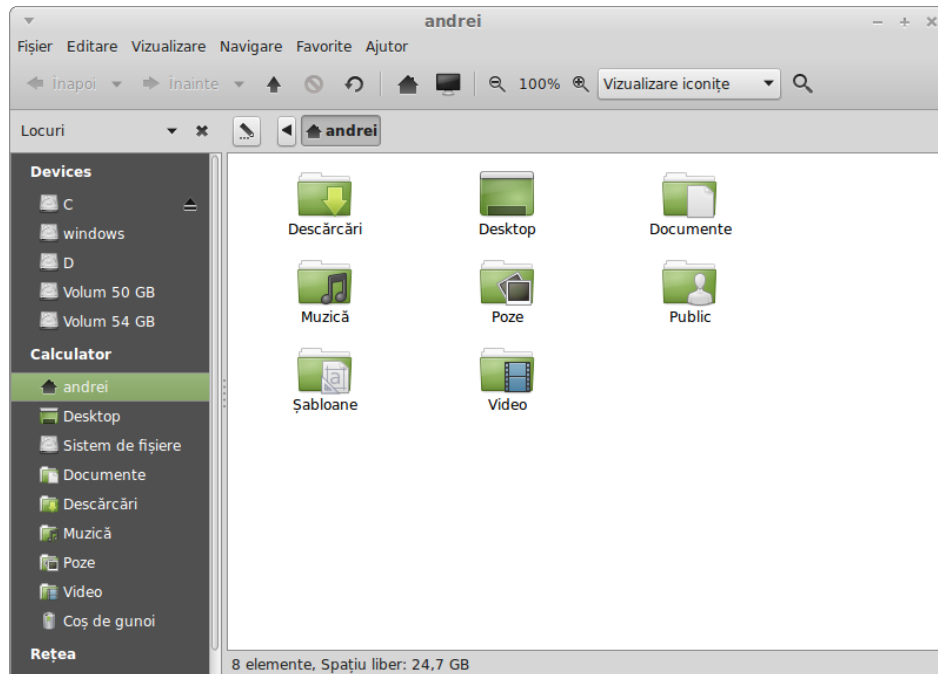 andrei
Fișier Editare Vizualizare Navigare Favorite Ajutor
Înapoi Înainte 100% Vizualizare iconițe
Locuri
andrei
Devices
C
windows
D
Volum 50 GB
Volum 54 GB
Calculator
andrei
Desktop
Sistem de fișiere
Documente
Descărcări
Muzică
Poze
Video
Coș de gunoi
Rețea
Descărcări Desktop Documente
Muzică Poze Public
Șabloane Video
8 elemente, Spațiu liber: 24,7 GB